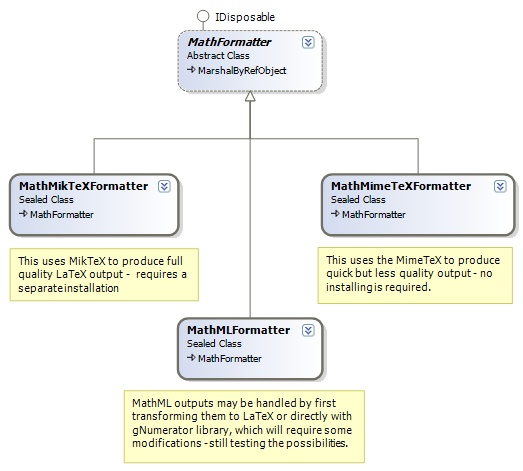 IDisposable
MathFormatter
Abstract Class
MarshalByRefObject
MathMikTeXFormatter
Sealed Class
MathFormatter
MathMimeTeXFormatter
Sealed Class
MathFormatter
This uses MikTeX to produce full
quality LaTeX output - requires a
separate installation
This uses the MimeTeX to produce
quick but less quality output - no
installing is required.
MathMLFormatter
Sealed Class
MathFormatter
MathML outputs may be handled by first
transforming them to LaTeX or directly with
gNumerator library, which will require some
modifications - still testing the possibilities.